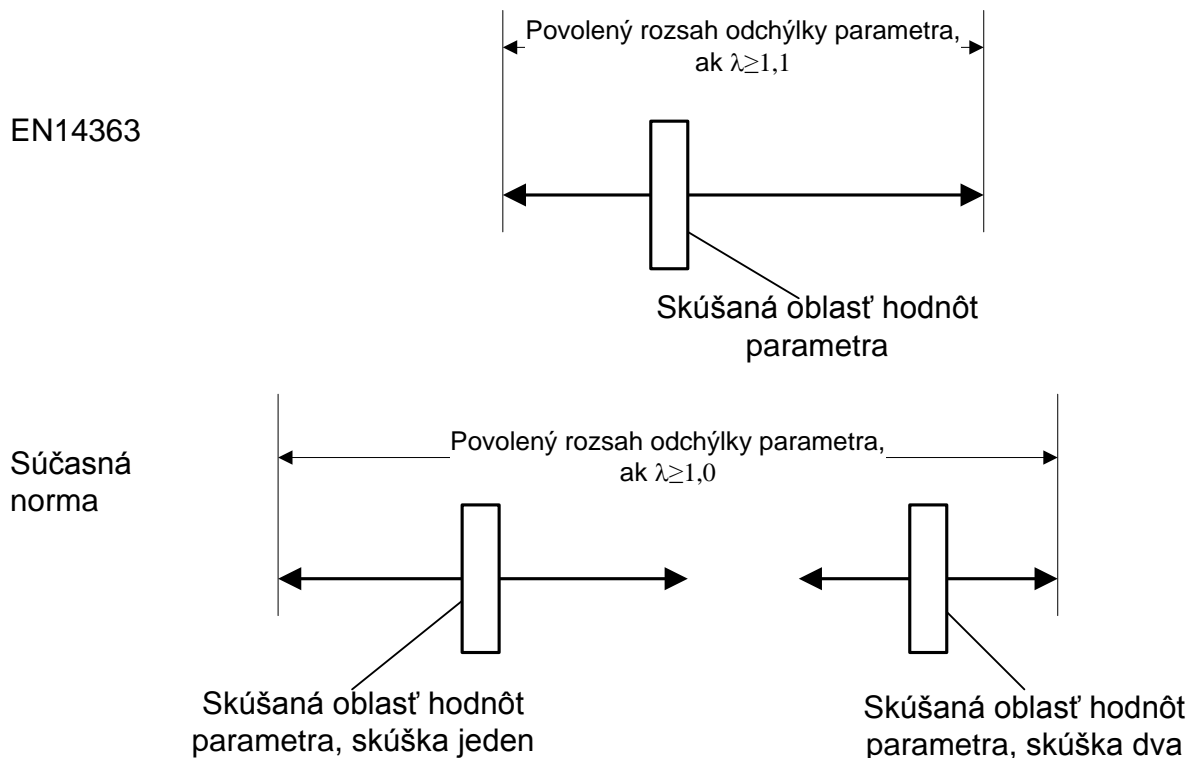 Povolený rozsah odchýlky parametra,
ak λ≥1,1
EN14363
Skúšaná oblasť hodnôt
parametra
Povolený rozsah odchýlky parametra,
ak λ≥1,0
Súčasná
norma
Skúšaná oblasť hodnôt
parametra, skúška jeden
Skúšaná oblasť hodnôt
parametra, skúška dva